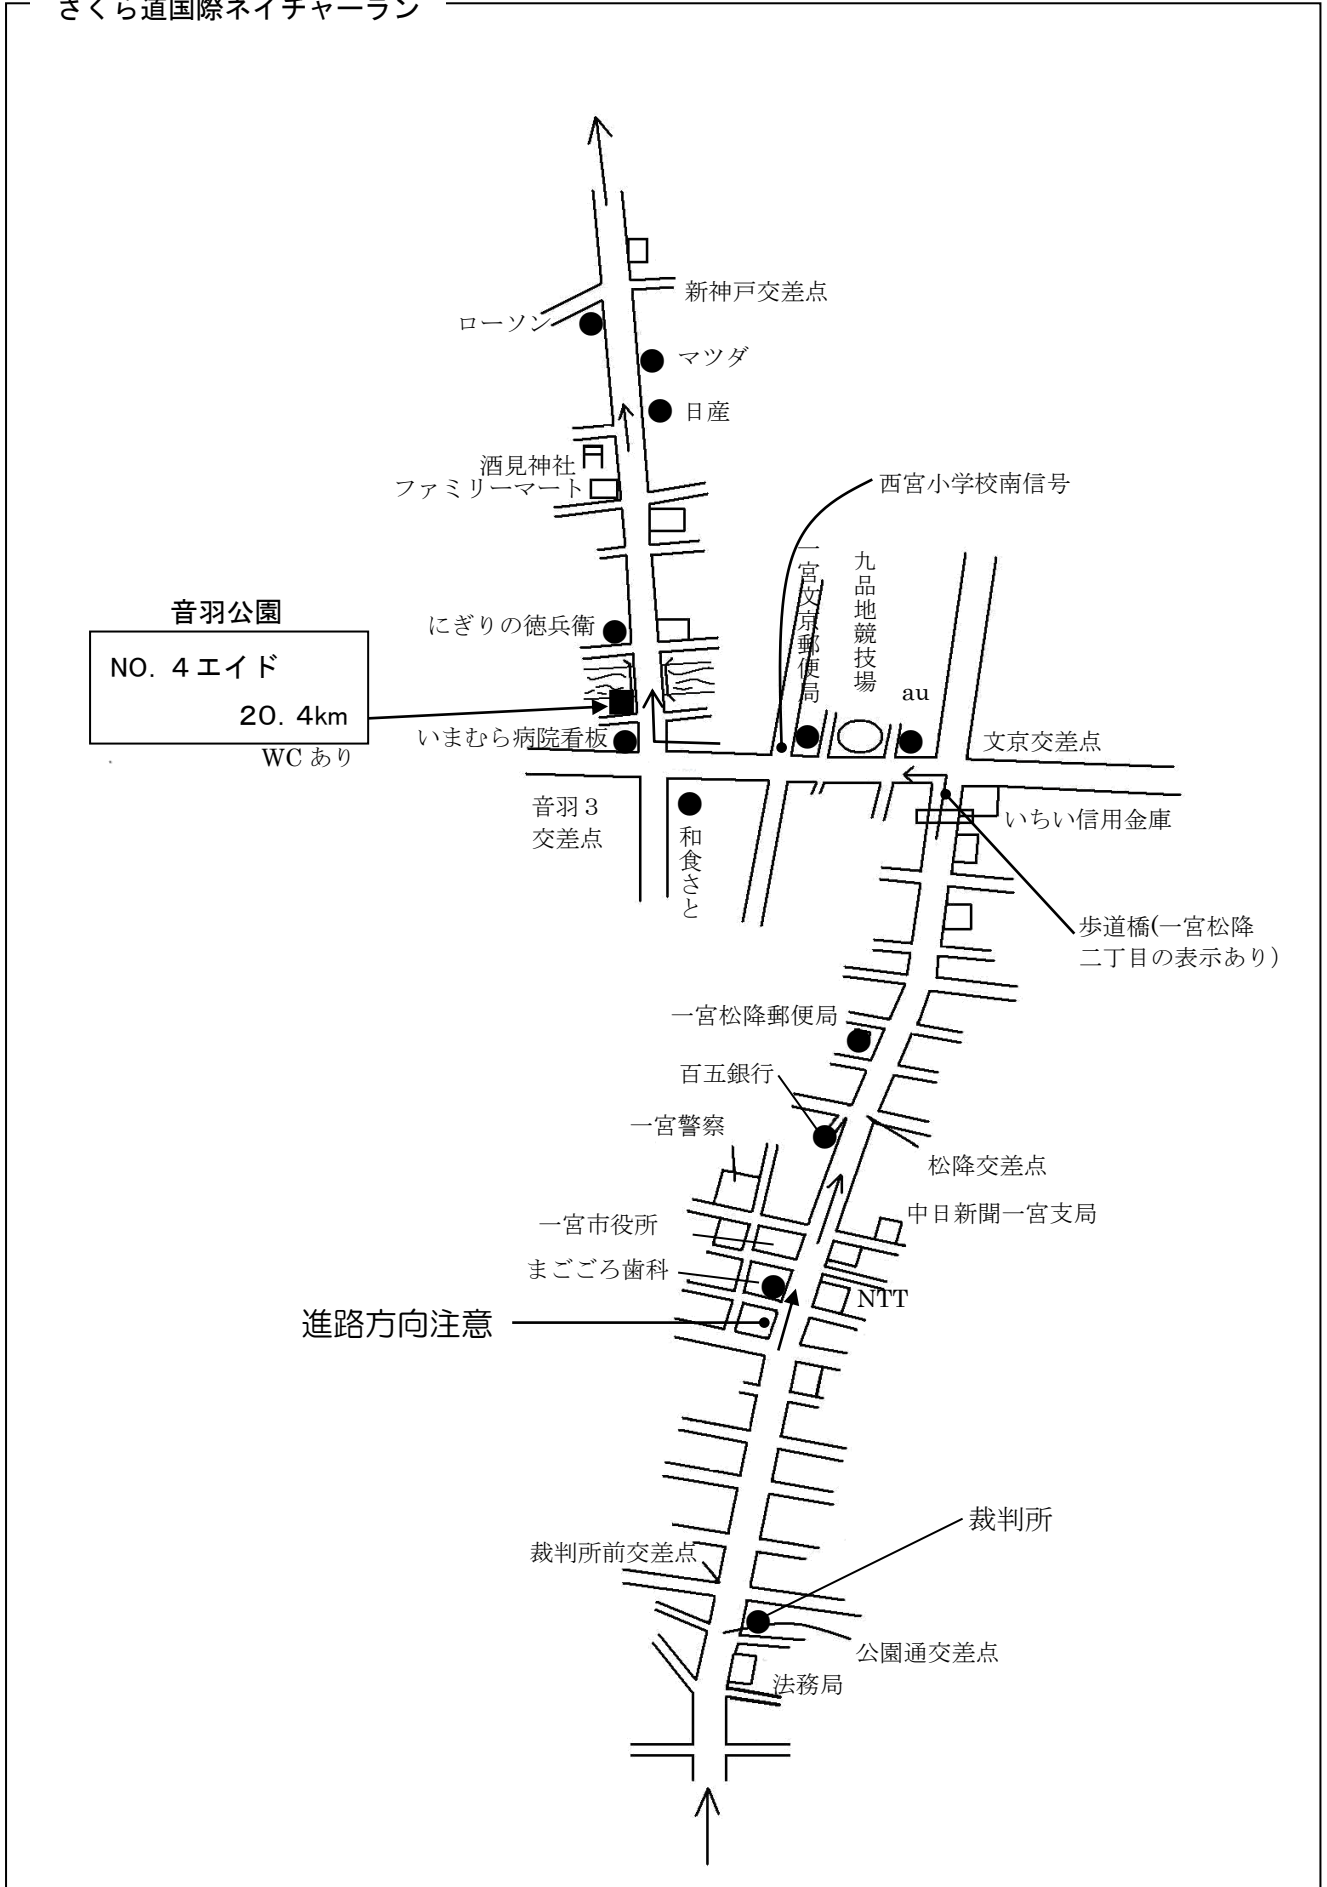 さくら道国際ネイチャーラン
新神戸交差点
ローソン
マツダ
日産
酒見神社
ファミリーマート
西宮小学校南信号
一宮文京郵便局
九品地競技場
au
音羽公園
NO. 4エイド
20. 4km
WC あり
にぎりの徳兵衛
いまむら病院看板
文京交差点
音羽3
交差点
和食さと
いちい信用金庫
歩道橋(一宮松降
二丁目の表示あり)
一宮松降郵便局
百五銀行
一宮警察
松降交差点
中日新聞一宮支局
一宮市役所
まごごろ歯科
NTT
進路方向注意
裁判所
裁判所前交差点
公園通交差点
法務局